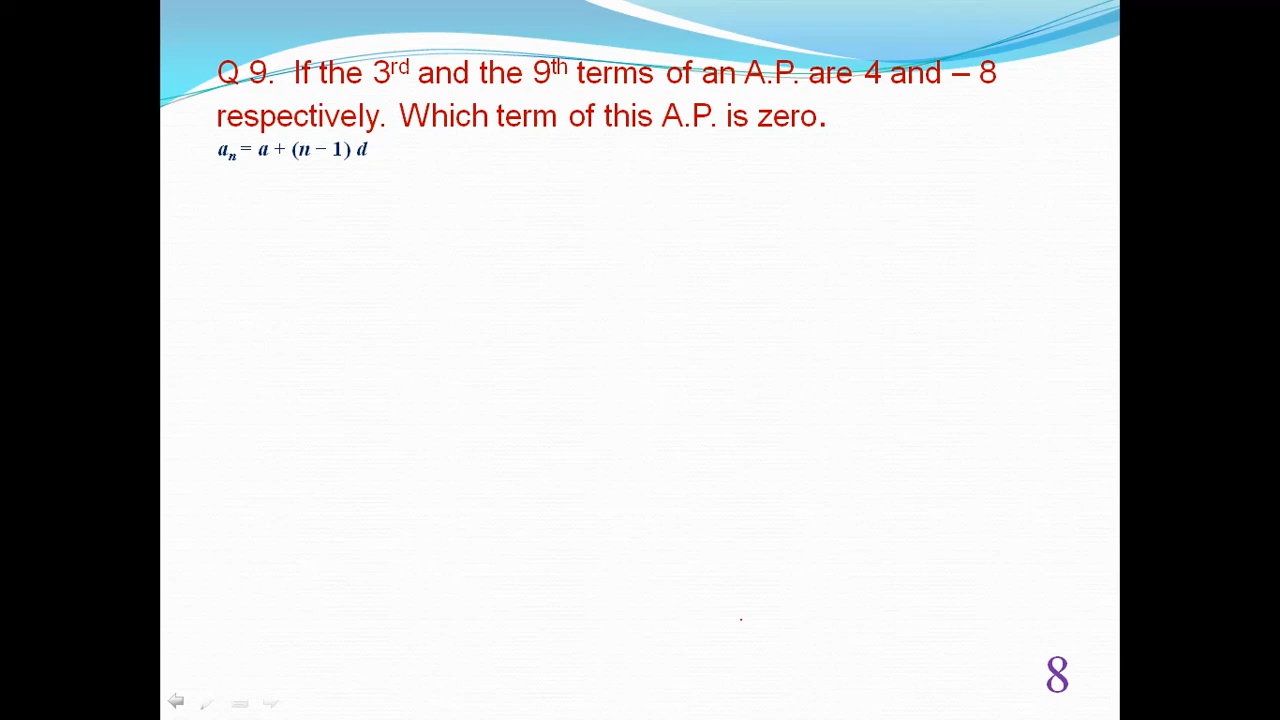 Q 9. If the 3rd and the 9th terms of an A.P. are 4 and – 8
respectively. Which term of this A.P. is zero.
an = a + (n − 1) d
8